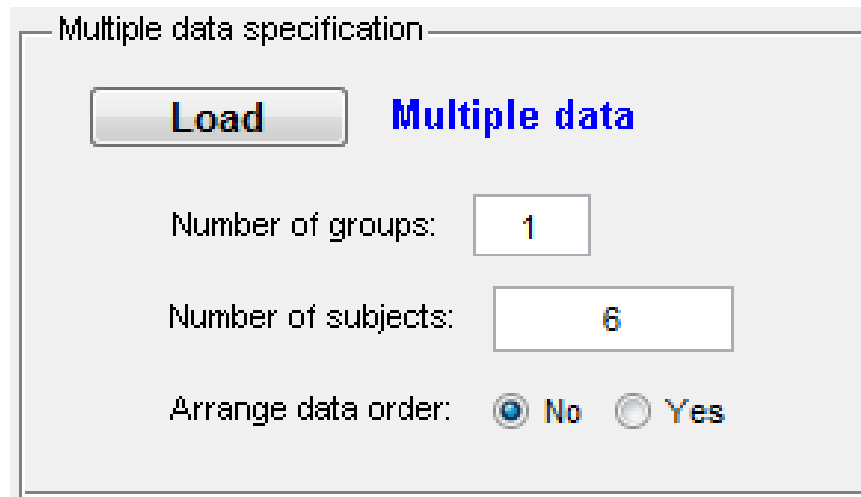 Multiple data specification
Load Multiple data
Number of groups: 1
Number of subjects: 6
Arrange data order: No Yes